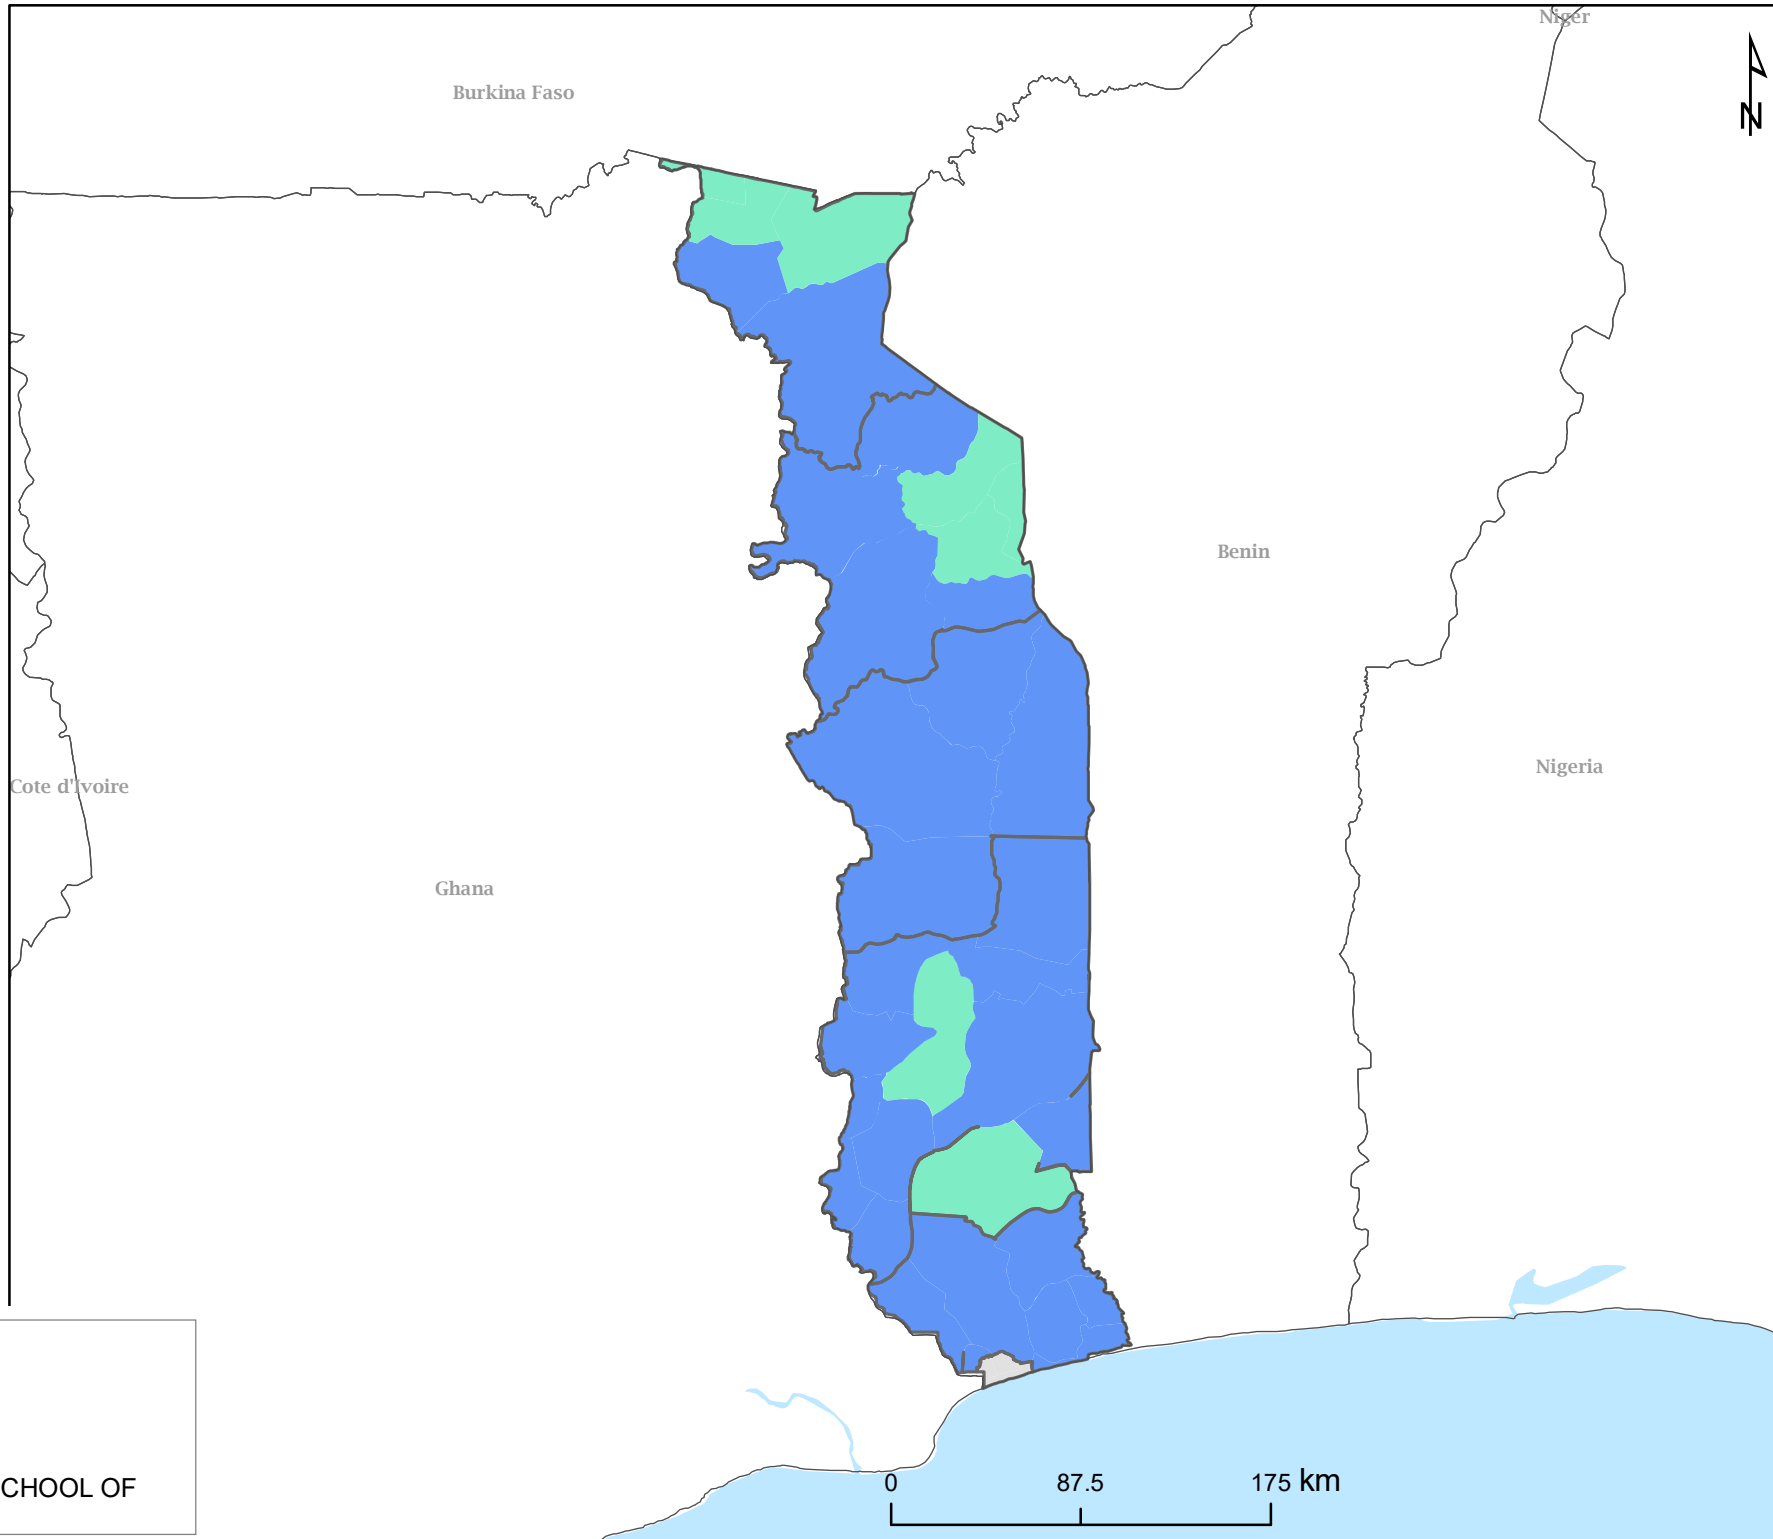 Niger
Burkina Faso
N
Benin
Nigeria
Cote d'Ivoire
Ghana
CHOOL OF
0 87.5 175 km